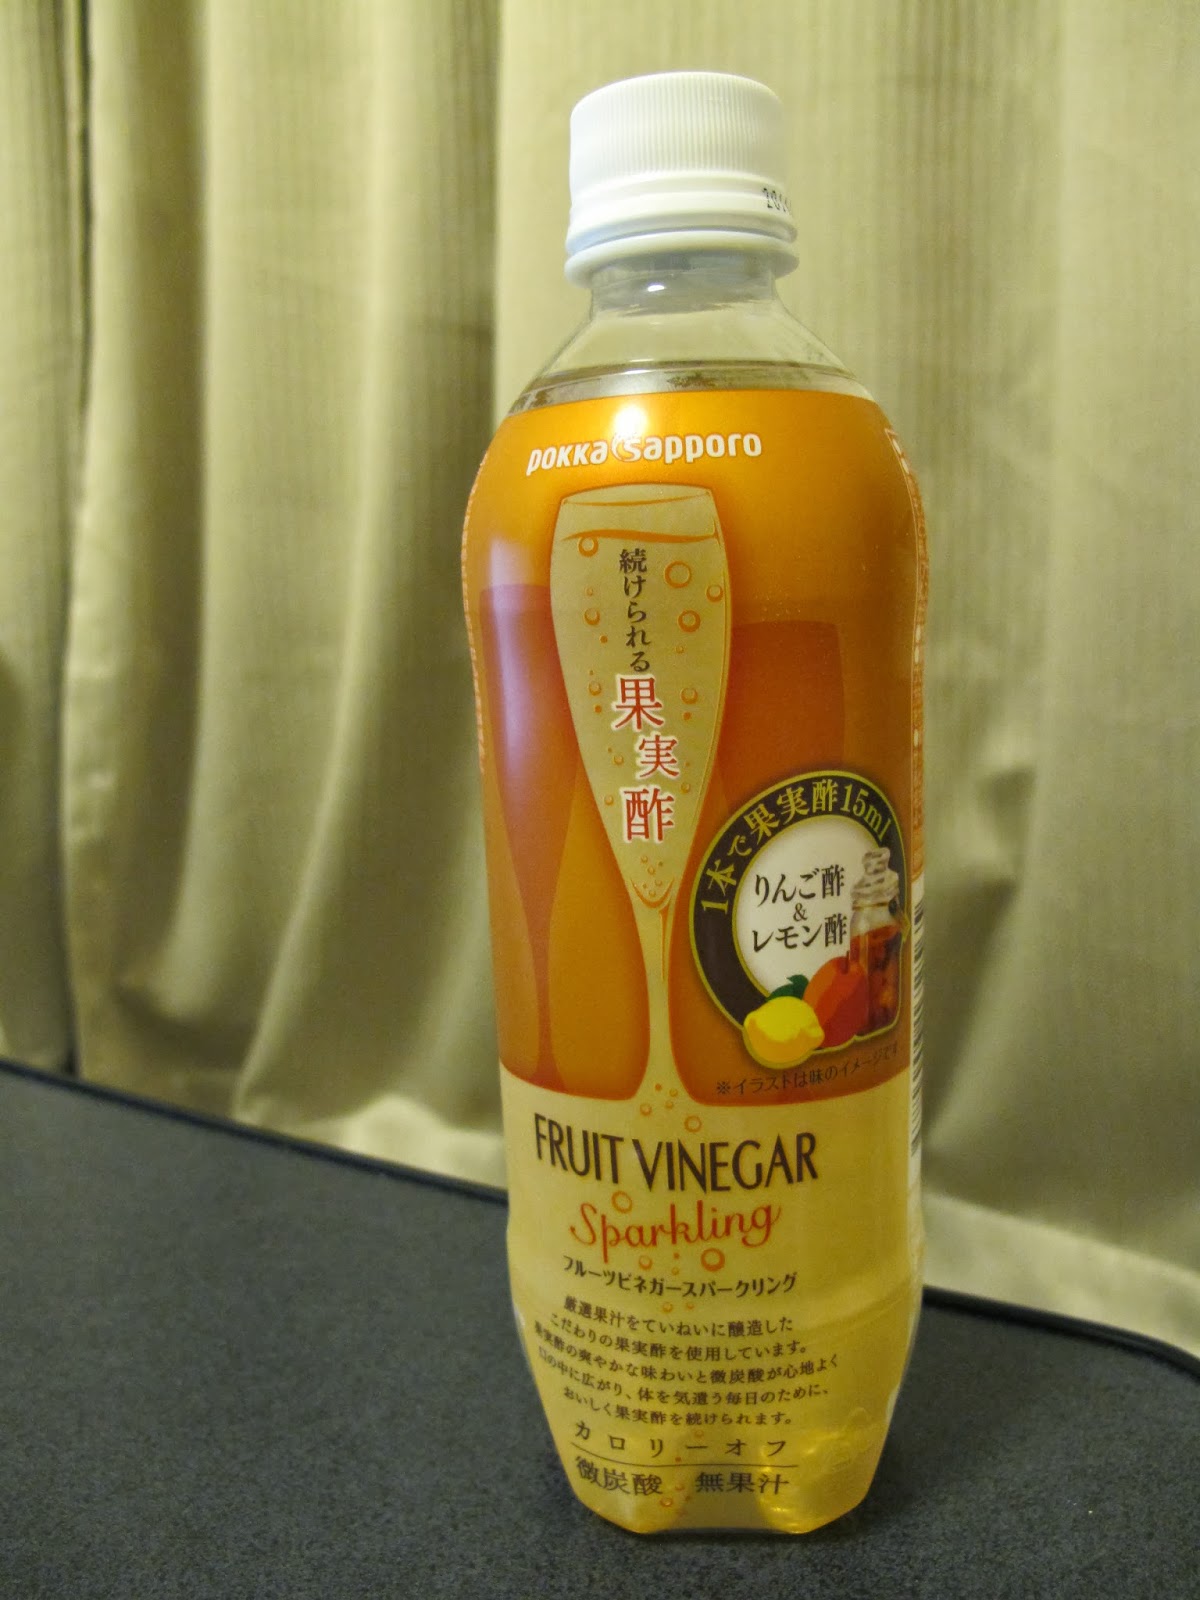 pokka sapporo
続けられる
果実酢
1本で果実酢15ml
りんご酢
&
レモン酢
※イラストは味のイメージです
FRUIT VINEGAR
Sparkling
フルーツビネガースパークリング
厳選果汁をていねいに醸造した
こだわりの果実酢を使用しています。
果実酢の爽やかな味わいと微炭酸が心地よく
口の中に広がり、体を気遣う毎日のために、
おいしく果実酢を続けられます。
カロリーオフ
微炭酸 無果汁